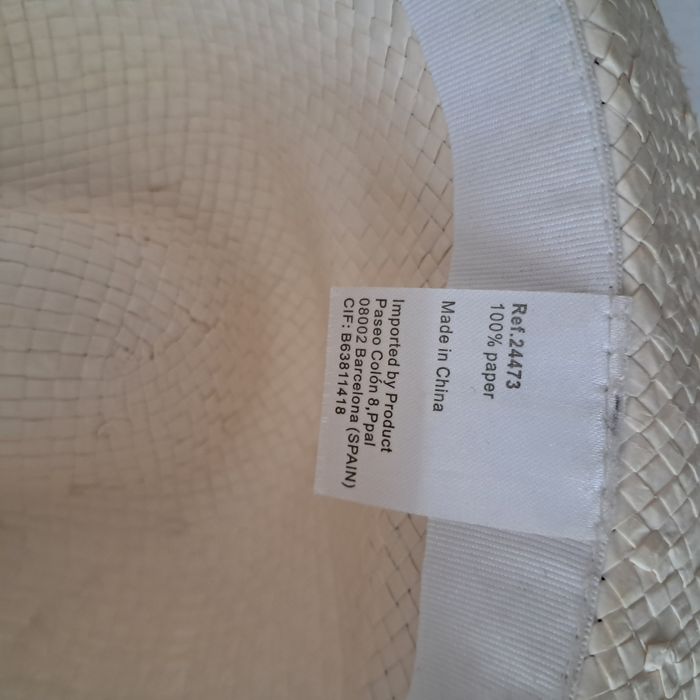 Ref.24473
100% paper
Made in China
Imported by Product
Paseo Colón 8,Ppal
08002 Barcelona (SPAIN)
CIF: B63811418